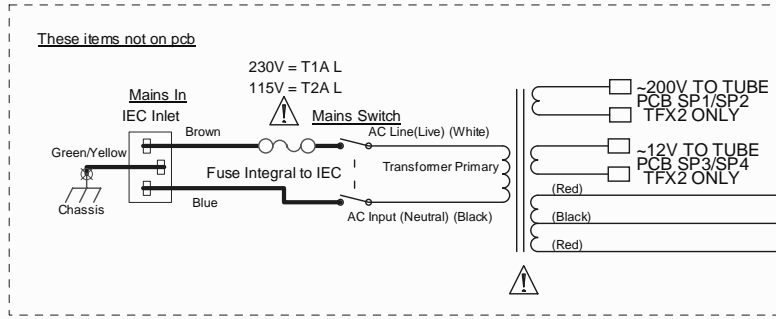 These items not on pcb
230V = T1A L
115V = T2A L
Mains In
IEC Inlet
Mains Switch
Brown
AC Line(Live) (White)
Green/Yellow
Fuse Integral to IEC
Transformer Primary
Chassis
Blue
AC Input (Neutral) (Black)
~200V TO TUBE
PCB SP1/SP2
TFX2 ONLY
~12V TO TUBE
PCB SP3/SP4
TFX2 ONLY
(Red)
(Black)
(Red)